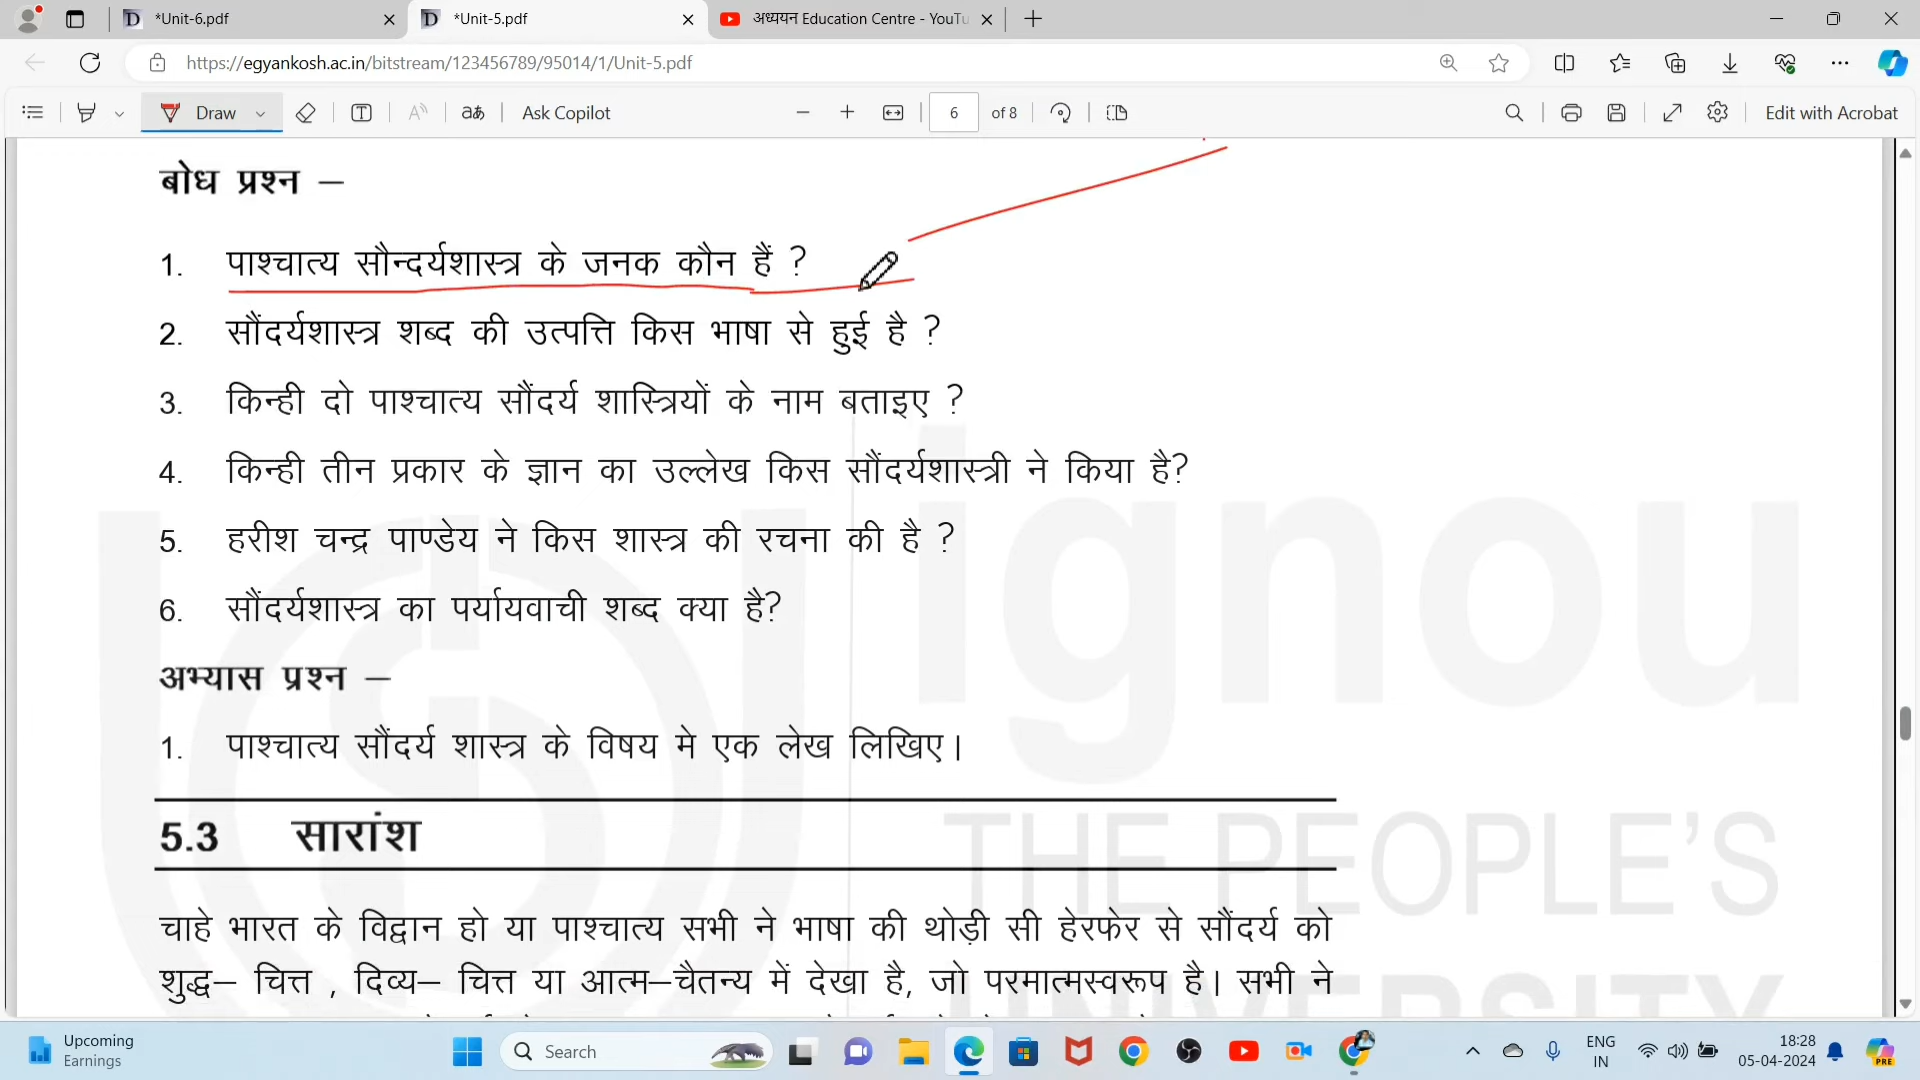 *Unit-6.pdf
*Unit-5.pdf
अध्ययन Education Centre - YouTu
https://egyankosh.ac.in/bitstream/123456789/95014/1/Unit-5.pdf
Draw
Ask Copilot
6 of 8
Edit with Acrobat
बोध प्रश्न –
1. पाश्चात्य सौन्दर्यशास्त्र के जनक कौन हैं ?
2. सौंदर्यशास्त्र शब्द की उत्पत्ति किस भाषा से हुई है ?
3. किन्ही दो पाश्चात्य सौंदर्य शास्त्रियों के नाम बताइए ?
4. किन्ही तीन प्रकार के ज्ञान का उल्लेख किस सौंदर्यशास्त्री ने किया है?
5. हरीश चन्द्र पाण्डेय ने किस शास्त्र की रचना की है ?
6. सौंदर्यशास्त्र का पर्यायवाची शब्द क्या है?
अभ्यास प्रश्न –
1. पाश्चात्य सौंदर्य शास्त्र के विषय मे एक लेख लिखिए।
5.3 सारांश
चाहे भारत के विद्वान हो या पाश्चात्य सभी ने भाषा की थोड़ी सी हेरफेर से सौंदर्य को
शुद्ध– चित्त , दिव्य– चित्त या आत्म–चैतन्य में देखा है, जो परमात्मस्वरूप है। सभी ने
ignou
THE PEOPLE'S
UNIVERSITY
Upcoming
Earnings
Search
ENG
IN
18:28
05-04-2024
PRE